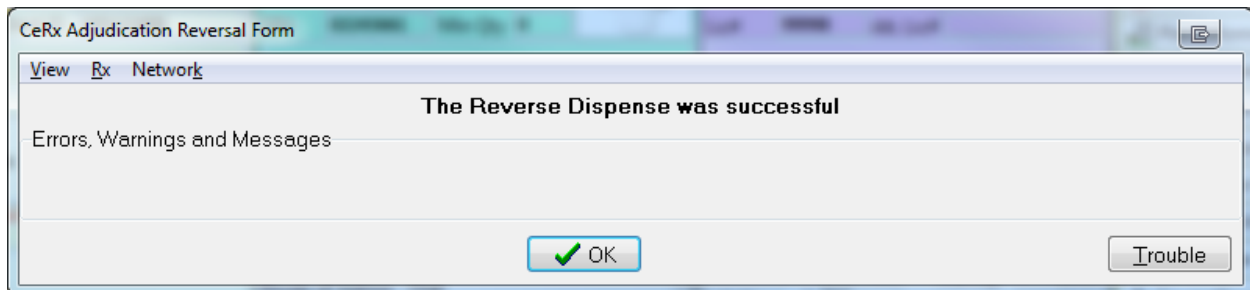 CeRx Adjudication Reversal Form
View Rx Network
The Reverse Dispense was successful
Errors, Warnings and Messages
OK
Trouble